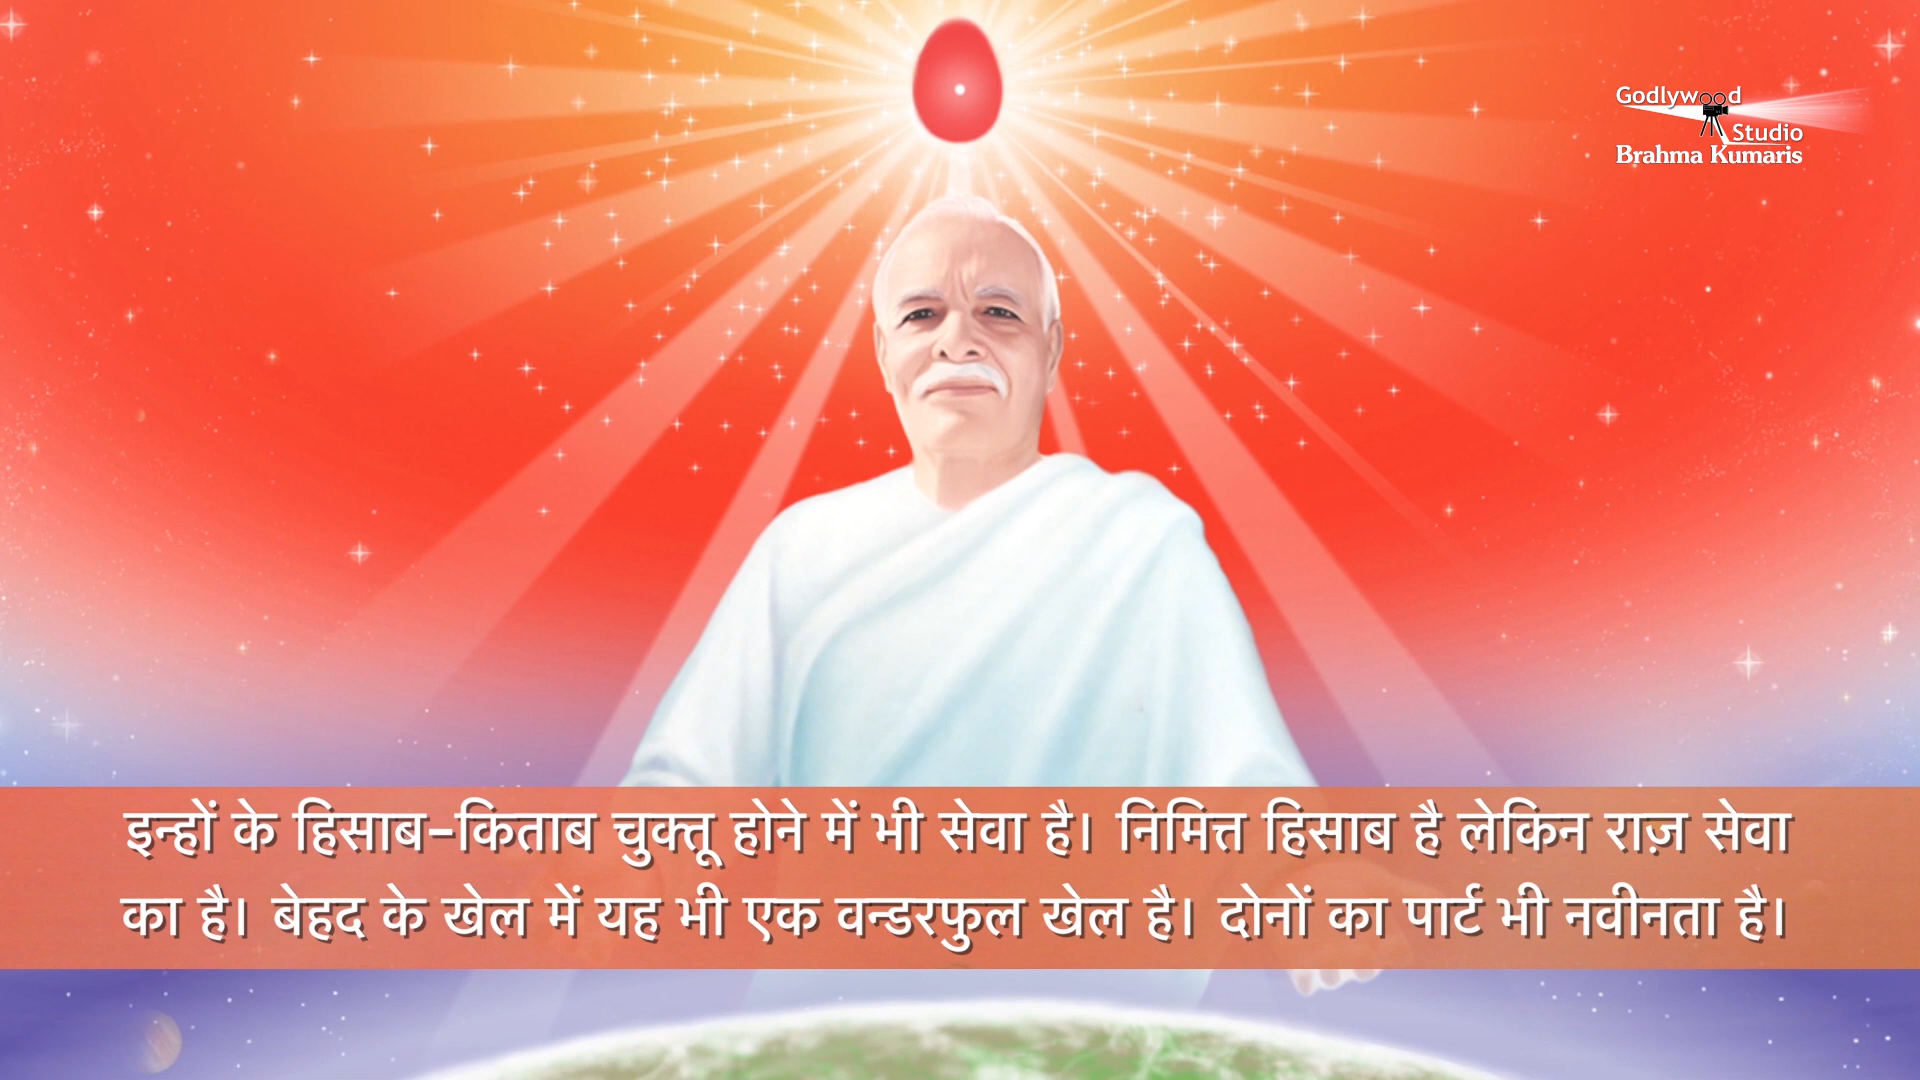 Godlywood
Studio
Brahma Kumaris
इन्हों के हिसाब-किताब चुक्तू होने में भी सेवा है। निमित्त हिसाब है लेकिन राज़ सेवा
का है। बेहद के खेल में यह भी एक वन्डरफुल खेल है। दोनों का पार्ट भी नवीनता है।